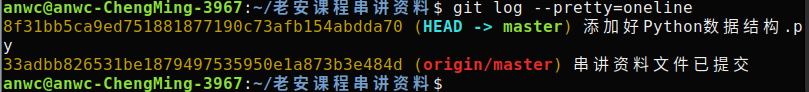 anwc@anwc-ChengMing-3967:~/老安课程串讲资料$ git log --pretty=oneline
8f31bb5ca9ed751881877190c73afb154abdda70 (HEAD -> master) 添加好Python数据结构.p
y
33adbb826531be1879497535950e1a873b3e484d (origin/master) 串讲资料文件已提交
anwc@anwc-ChengMing-3967:~/老安课程串讲资料$